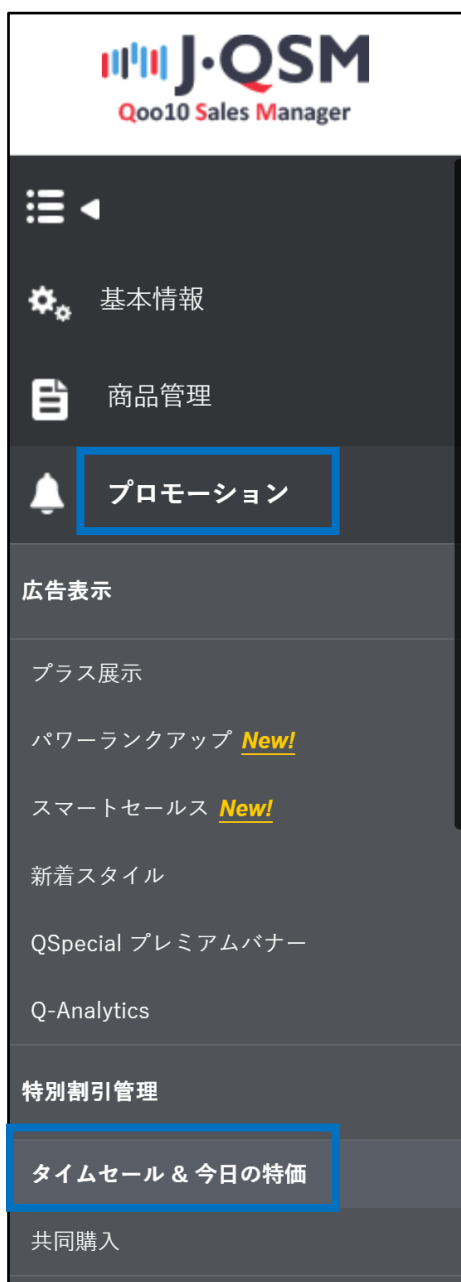 J·QSM
Qoo10 Sales Manager
基本情報
商品管理
プロモーション
広告表示
プラス展示
パワーランクアップ New!
スマートセールス New!
新着スタイル
QSpecial プレミアムバナー
Q-Analytics
特別割引管理
タイムセール & 今日の特価
共同購入